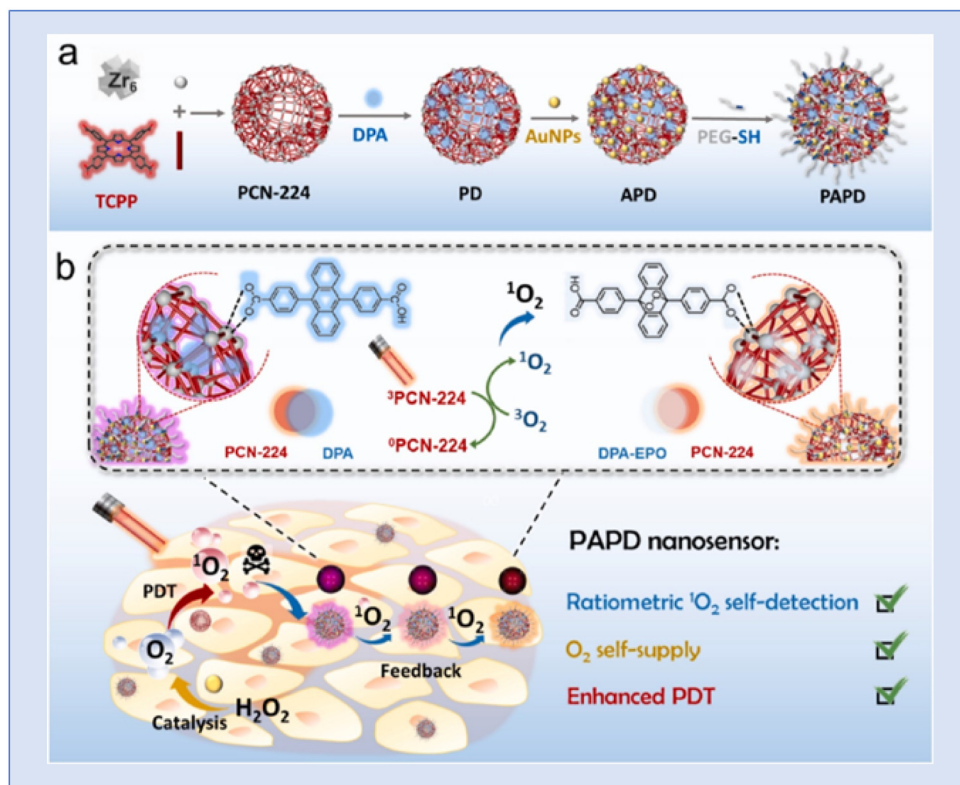 a
Zr6
+
TCPP
PCN-224
DPA
PD
AuNPs
APD
PEG-SH
PAPD
b
¹O₂
¹O₂
³PCN-224
³O₂
⁰PCN-224
PCN-224 DPA
DPA-EPO PCN-224
O
O
O
OH
OH
O
O
O
O
O
¹O₂
PDT
O₂
Catalysis
H₂O₂
¹O₂
¹O₂
Feedback
PAPD nanosensor:
Ratiometric ¹O₂ self-detection
O₂ self-supply
Enhanced PDT